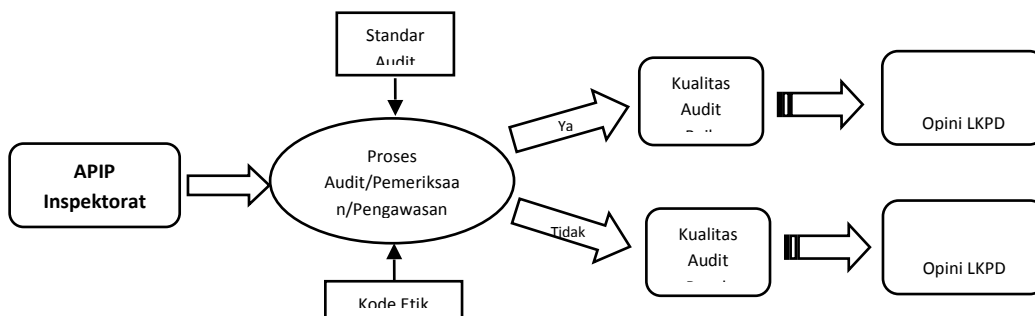 Standar
Audit
Kualitas
Audit
Opini LKPD
Ya
APIP
Inspektorat
Proses
Audit/Pemeriksaa
n/Pengawasan
Tidak
Kualitas
Audit
Opini LKPD
Kode Etik